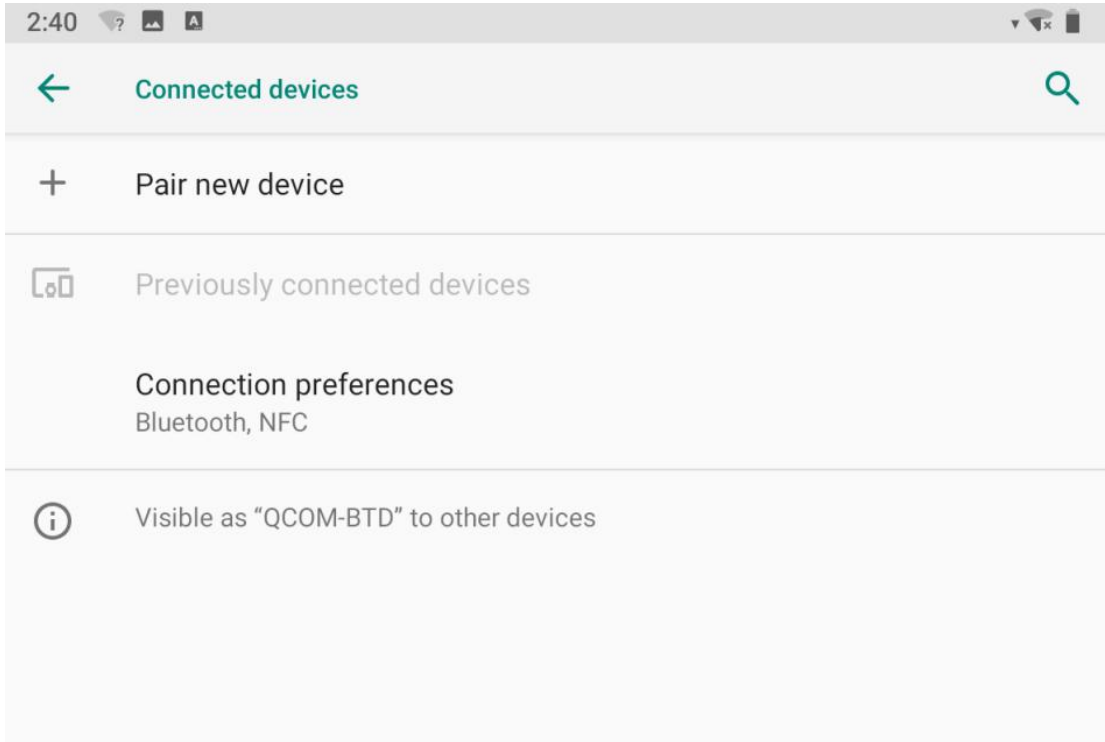 2:40
Connected devices
Pair new device
Previously connected devices
Connection preferences
Bluetooth, NFC
Visible as “QCOM-BTD” to other devices